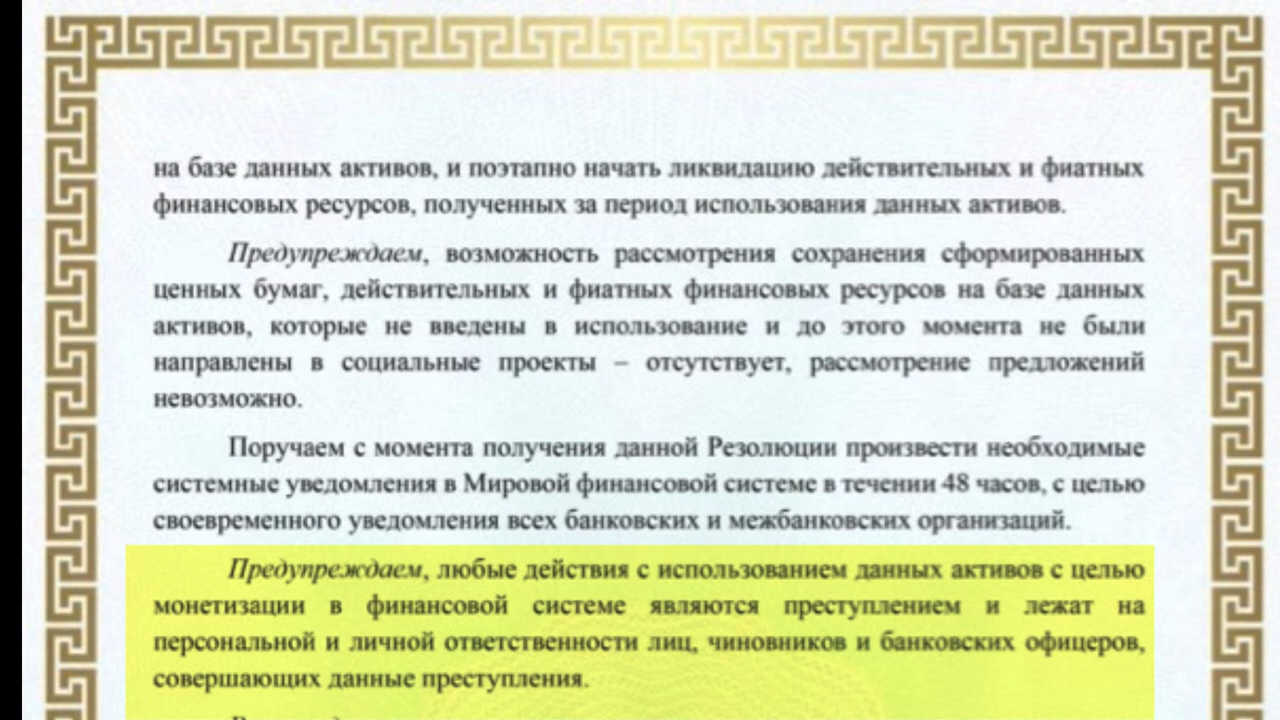 на базе данных активов, и поэтапно начать ликвидацию действительных и фиатных
финансовых ресурсов, полученных за период использования данных активов.
Предупреждаем, возможность рассмотрения сохранения сформированных
ценных бумаг, действительных и фиатных финансовых ресурсов на базе данных
активов, которые не введены в использование и до этого момента не были
направлены в социальные проекты – отсутствует, рассмотрение предложений
невозможно.
Поручаем с момента получения данной Резолюции произвести необходимые
системные уведомления в Мировой финансовой системе в течении 48 часов, с целью
своевременного уведомления всех банковских и межбанковских организаций.
Предупреждаем, любые действия с использованием данных активов с целью
монетизации в финансовой системе являются преступлением и лежат на
персональной и личной ответственности лиц, чиновников и банковских офицеров,
совершающих данные преступления.